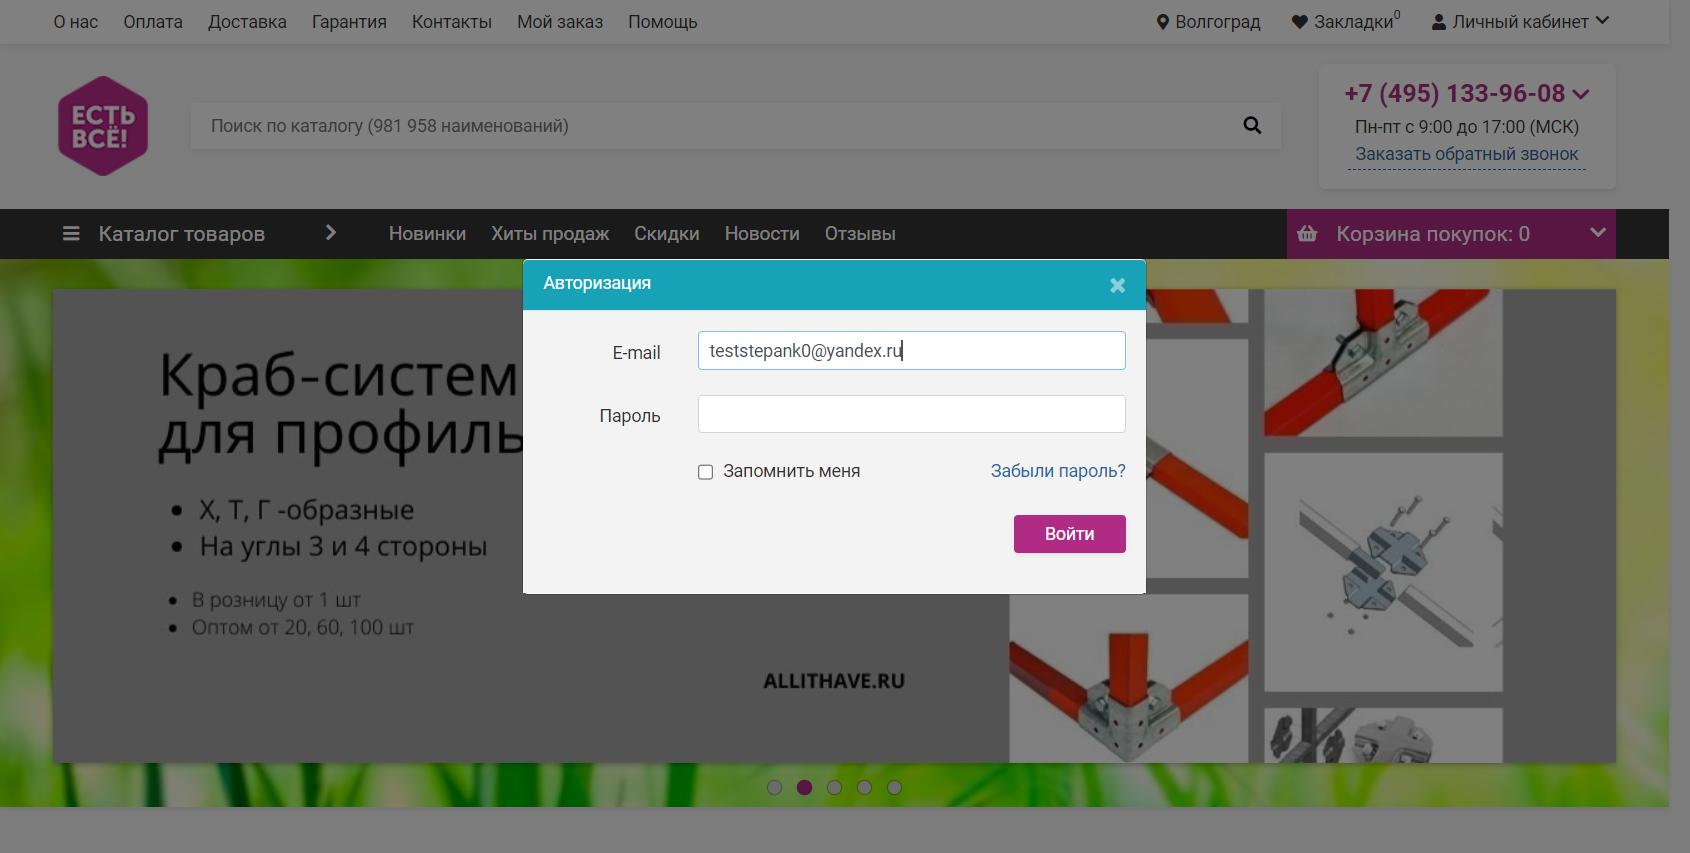 О нас Оплата Доставка Гарантия Контакты Мой заказ Помощь Волгоград Закладки0 Личный кабинет
ЕСТЬ
ВСЁ!
Поиск по каталогу (981 958 наименований)
+7 (495) 133-96-08
Пн-пт с 9:00 до 17:00 (МСК)
Заказать обратный звонок
Каталог товаров Новинки Хиты продаж Скидки Новости Отзывы Корзина покупок: 0
Авторизация
E-mail teststepank0@yandex.ru
Пароль
Запомнить меня Забыли пароль?
Войти
Краб-систем
для профиль
• Х, Т, Г -образные
• На углы 3 и 4 стороны
• В розницу от 1 шт
• Оптом от 20, 60, 100 шт
ALLITHAVE.RU